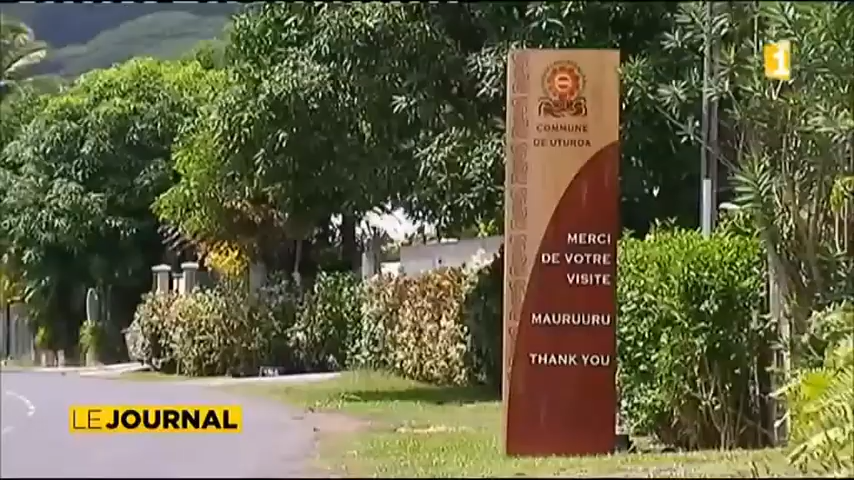 1
COMMUNE
DE UTUROA
MERCI
DE VOTRE
VISITE
MAURUURU
THANK YOU
LE JOURNAL